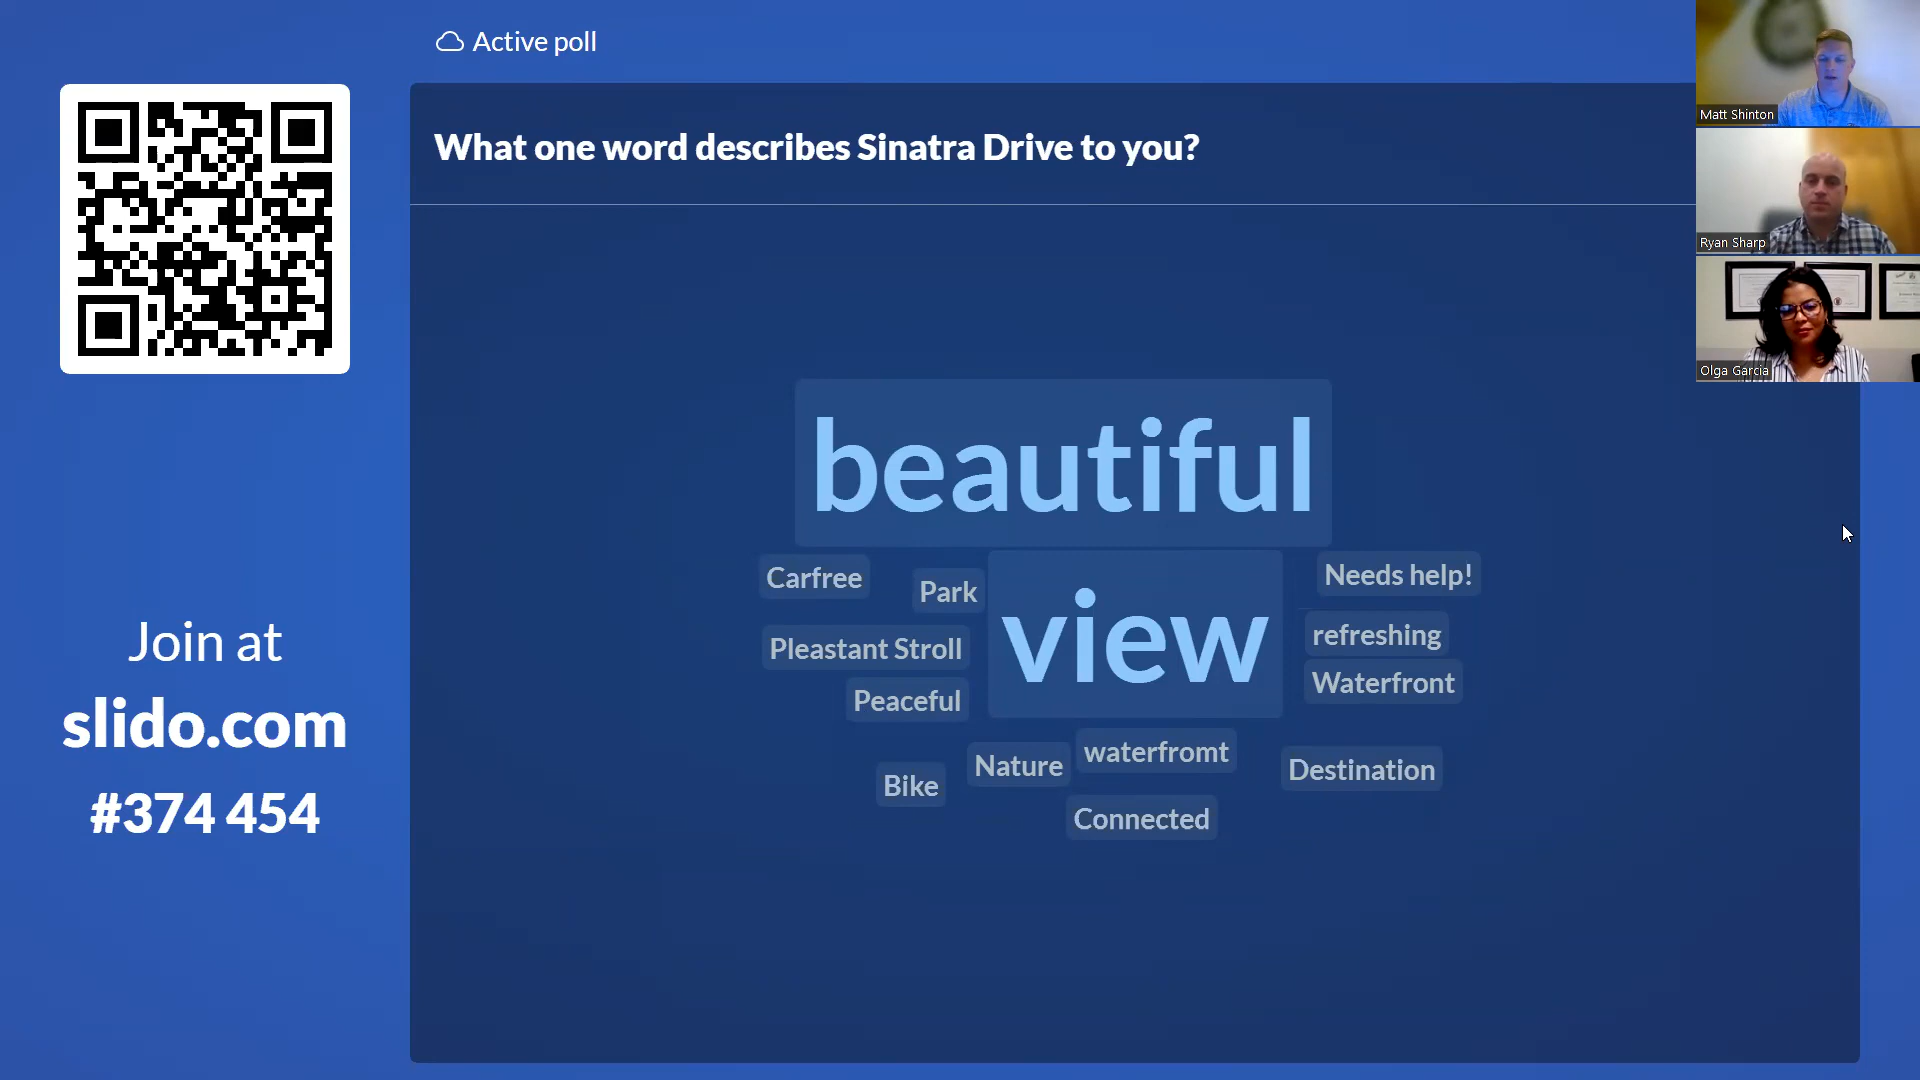 Active poll
What one word describes Sinatra Drive to you?
beautiful
Carfree
Park
view
Needs help!
Pleastant Stroll
refreshing
Peaceful
Waterfront
Bike
Nature
waterfromt
Destination
Connected
Join at
slido.com
#374 454
Matt Shinton
Ryan Sharp
Olga Garcia